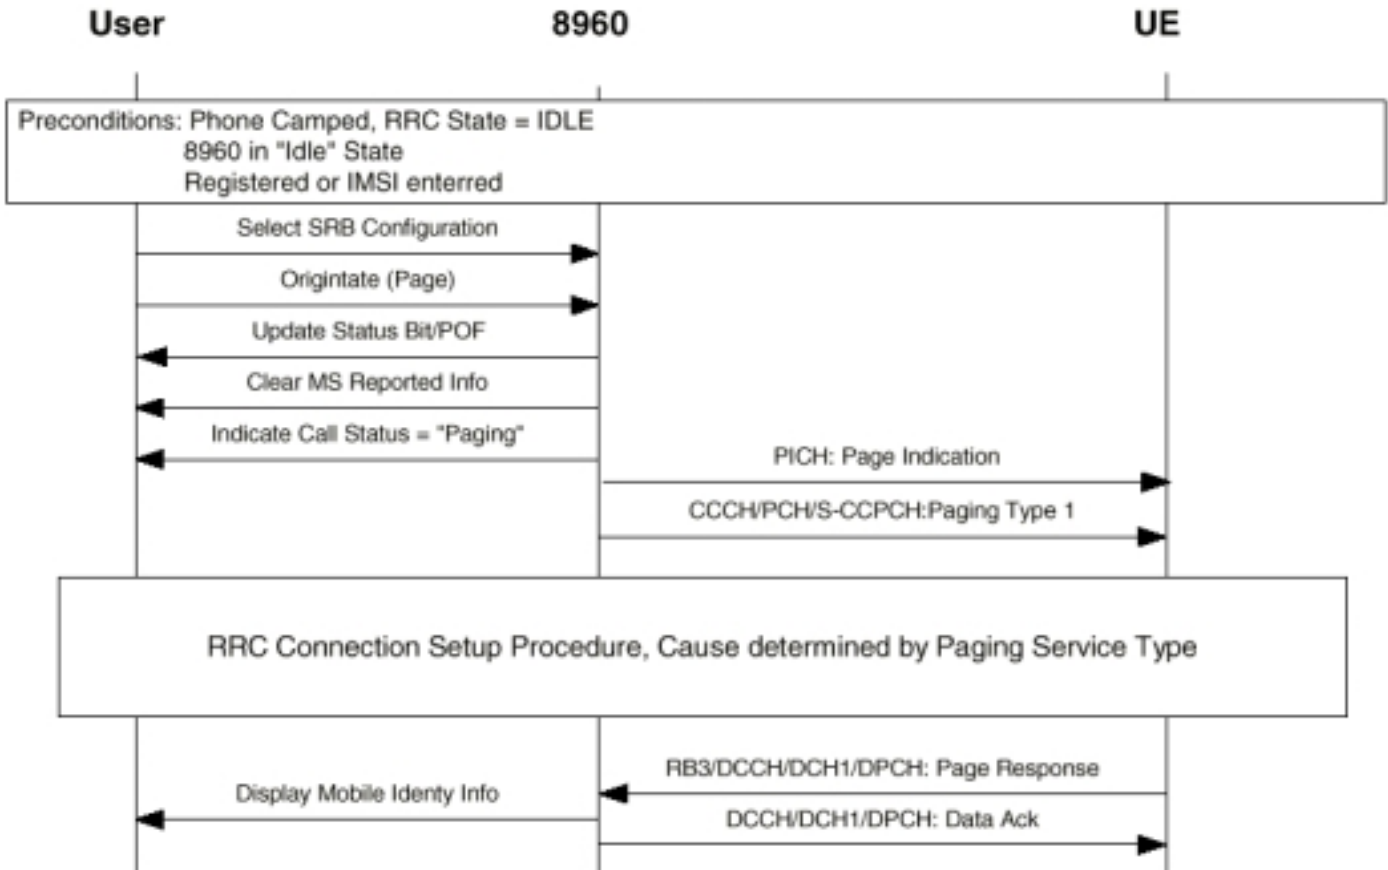 User 8960 UE
Preconditions: Phone Camped, RRC State = IDLE
8960 in "Idle" State
Registered or IMSI enterred
Select SRB Configuration
Origintate (Page)
Update Status Bit/POF
Clear MS Reported Info
Indicate Call Status = "Paging"
PICH: Page Indication
CCCH/PCH/S-CCPCH:Paging Type 1
RRC Connection Setup Procedure, Cause determined by Paging Service Type
RB3/DCCH/DCH1/DPCH: Page Response
Display Mobile Identy Info
DCCH/DCH1/DPCH: Data Ack